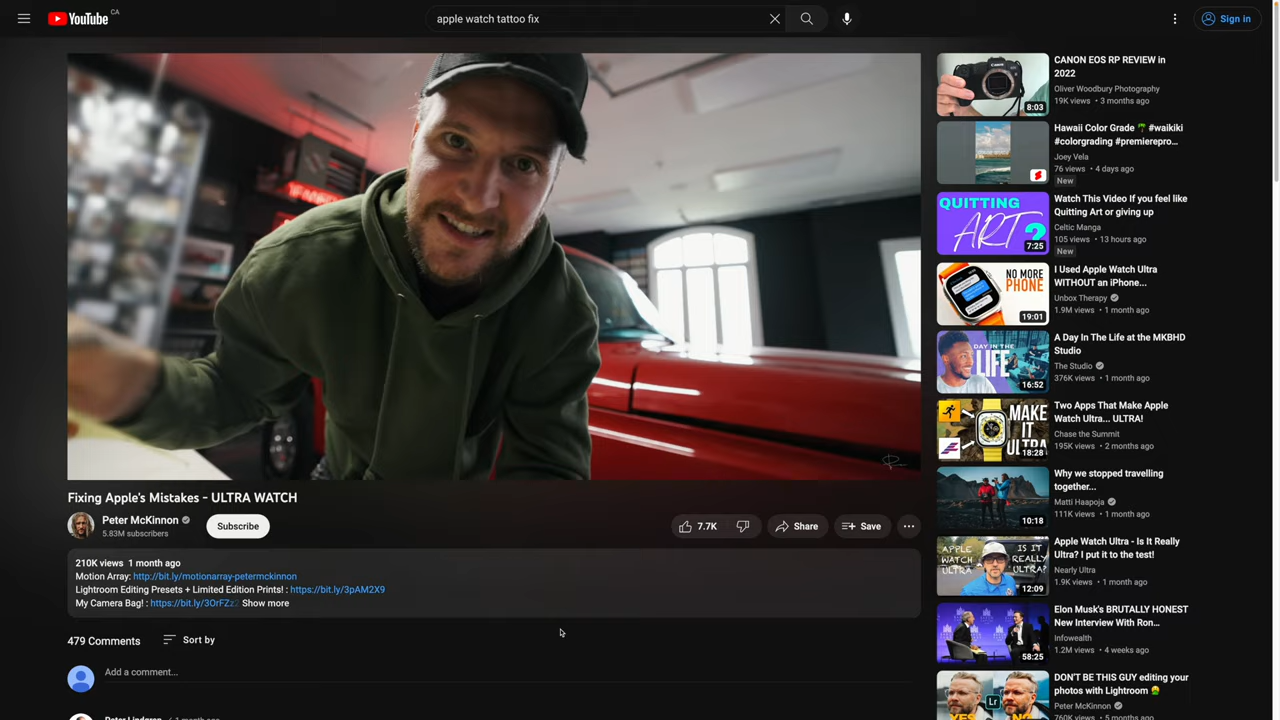 YouTube CA
apple watch tattoo fix
Sign in
Fixing Apple's Mistakes - ULTRA WATCH
Peter McKinnon
5.83M subscribers
Subscribe
7.7K
Share
Save
210K views 1 month ago
Motion Array: http://bit.ly/motionarray-petermckinnon
Lightroom Editing Presets + Limited Edition Prints! : https://bit.ly/3pAM2X9
My Camera Bag! : https://bit.ly/3OrFZz Show more
479 Comments
Sort by
Add a comment...
Peter Lindgren
8:03
CANON EOS RP REVIEW in
2022
Oliver Woodbury Photography
19K views • 3 months ago
Hawaii Color Grade 🌴 #waikiki
#colorgrading #premierepro...
Joey Vela
76 views • 4 days ago
New
QUITTING
ART?
7:25
Watch This Video If you feel like
Quitting Art or giving up
Celtic Manga
105 views • 13 hours ago
New
NO MORE
PHONE
19:01
I Used Apple Watch Ultra
WITHOUT an iPhone...
Unbox Therapy
1.9M views • 1 month ago
DAY IN THE
LIFE
16:52
A Day In The Life at the MKBHD
Studio
The Studio
376K views • 1 month ago
MAKE
IT
ULTRA
18:28
Two Apps That Make Apple
Watch Ultra... ULTRA!
Chase the Summit
195K views • 2 months ago
10:18
Why we stopped travelling
together...
Matti Haapoja
111K views • 1 month ago
APPLE
WATCH
ULTRA
IS IT
REALLY
ULTRA?
12:09
Apple Watch Ultra - Is It Really
Ultra? I put it to the test!
Nearly Ultra
1.9K views • 1 month ago
58:25
Elon Musk's BRUTALLY HONEST
New Interview With Ron...
Infowealth
1.2M views • 4 weeks ago
YES
Lr
NO
DON'T BE THIS GUY editing your
photos with Lightroom 🤮
Peter McKinnon
760K views • 5 months ago